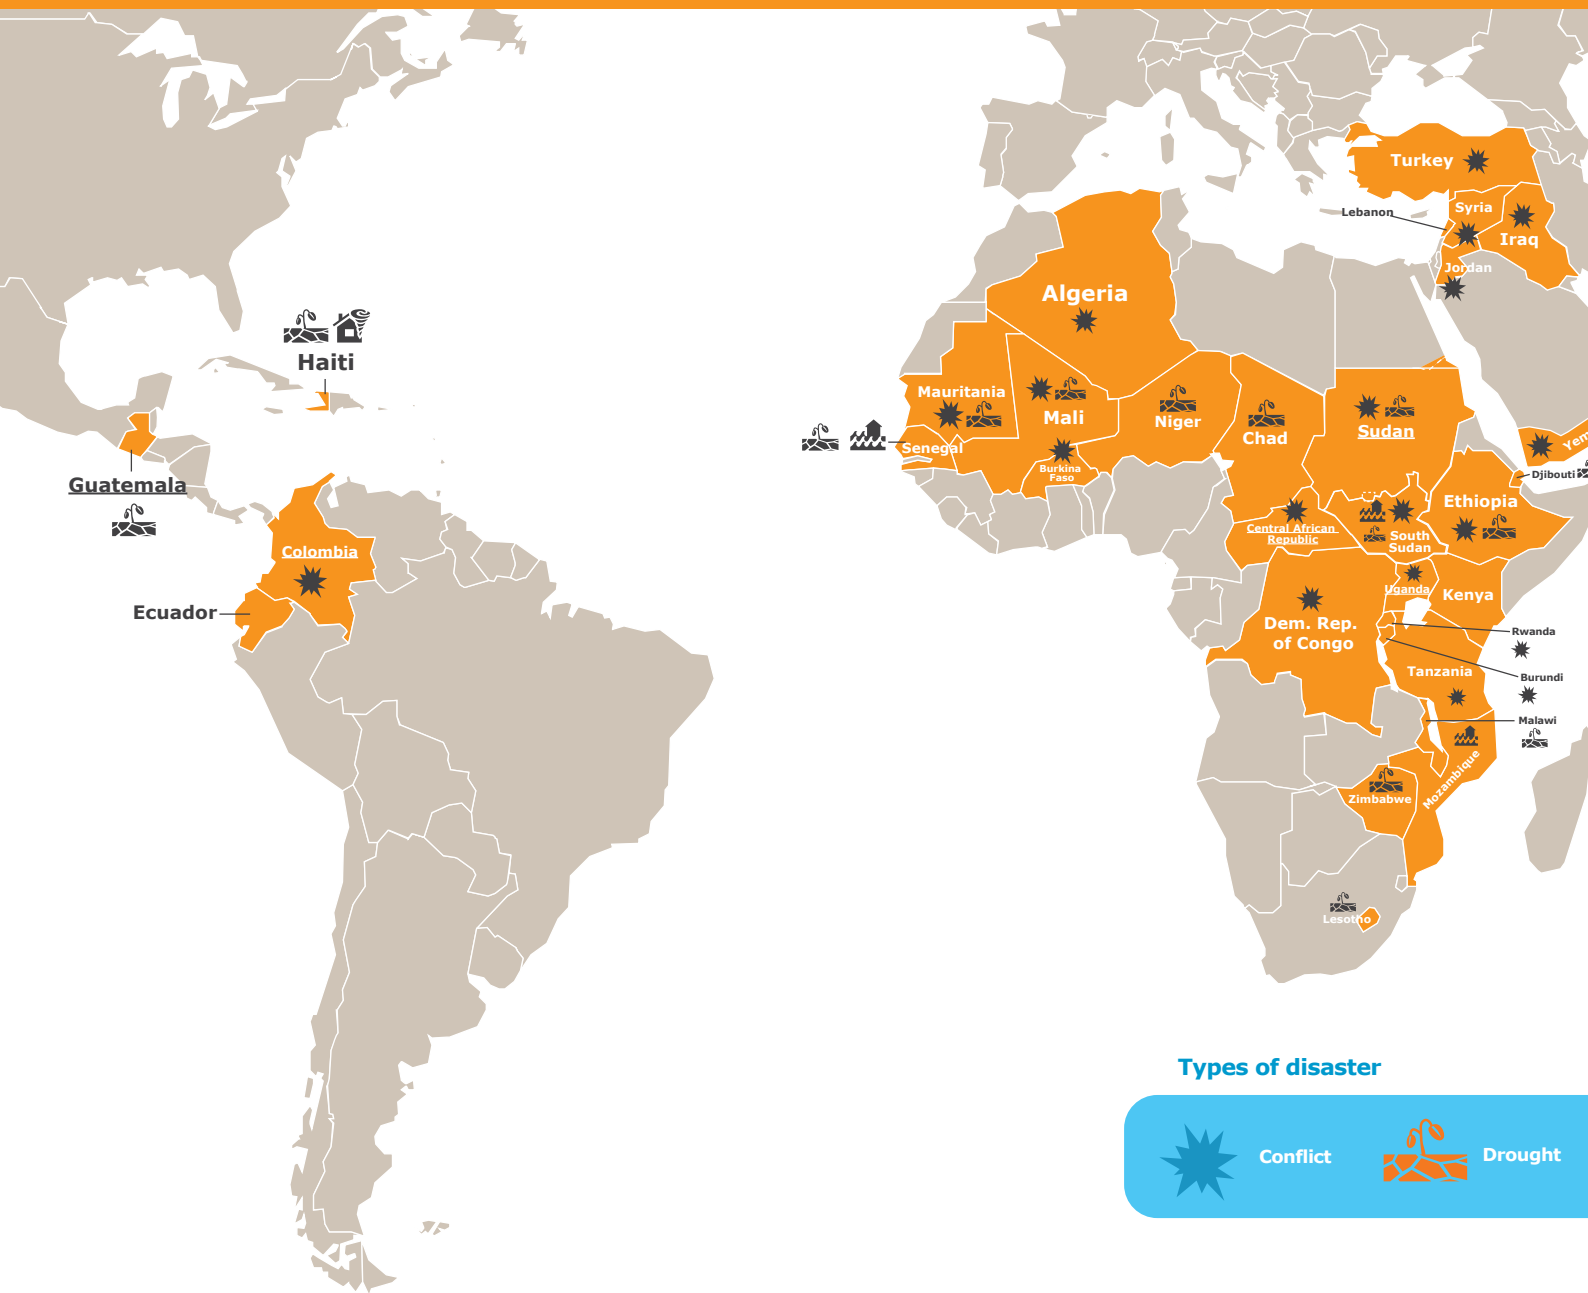 Turkey
Lebanon
Syria
Iraq
Jordan
Algeria
Haiti
Mauritania
Mali
Niger
Chad
Sudan
Senegal
Burkina
Faso
Djibouti
Guatemala
Ethiopia
Central African
Republic
South
Sudan
Colombia
Uganda
Kenya
Ecuador
Dem. Rep.
of Congo
Rwanda
Tanzania
Burundi
Malawi
Mozambique
Zimbabwe
Lesotho
Types of disaster
Conflict
Drought